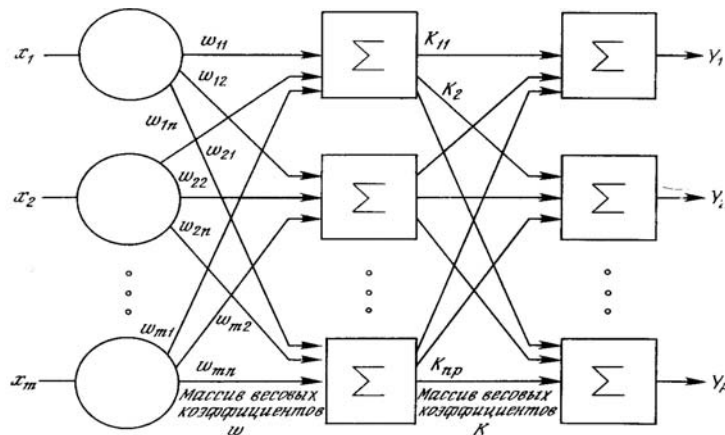 x₁
w₁₁
Σ
K₁₁
Σ
Y₁
w₁₂
K₂
w₁ₙ
w₂₁
x₂
w₂₂
Σ
Σ
w₂ₙ
wₘ₁
wₘ₂
xₘ
wₘₙ
Σ
Kₙₚ
Σ
Массив весовых
коэффициентов
w
Массив весовых
коэффициентов
K